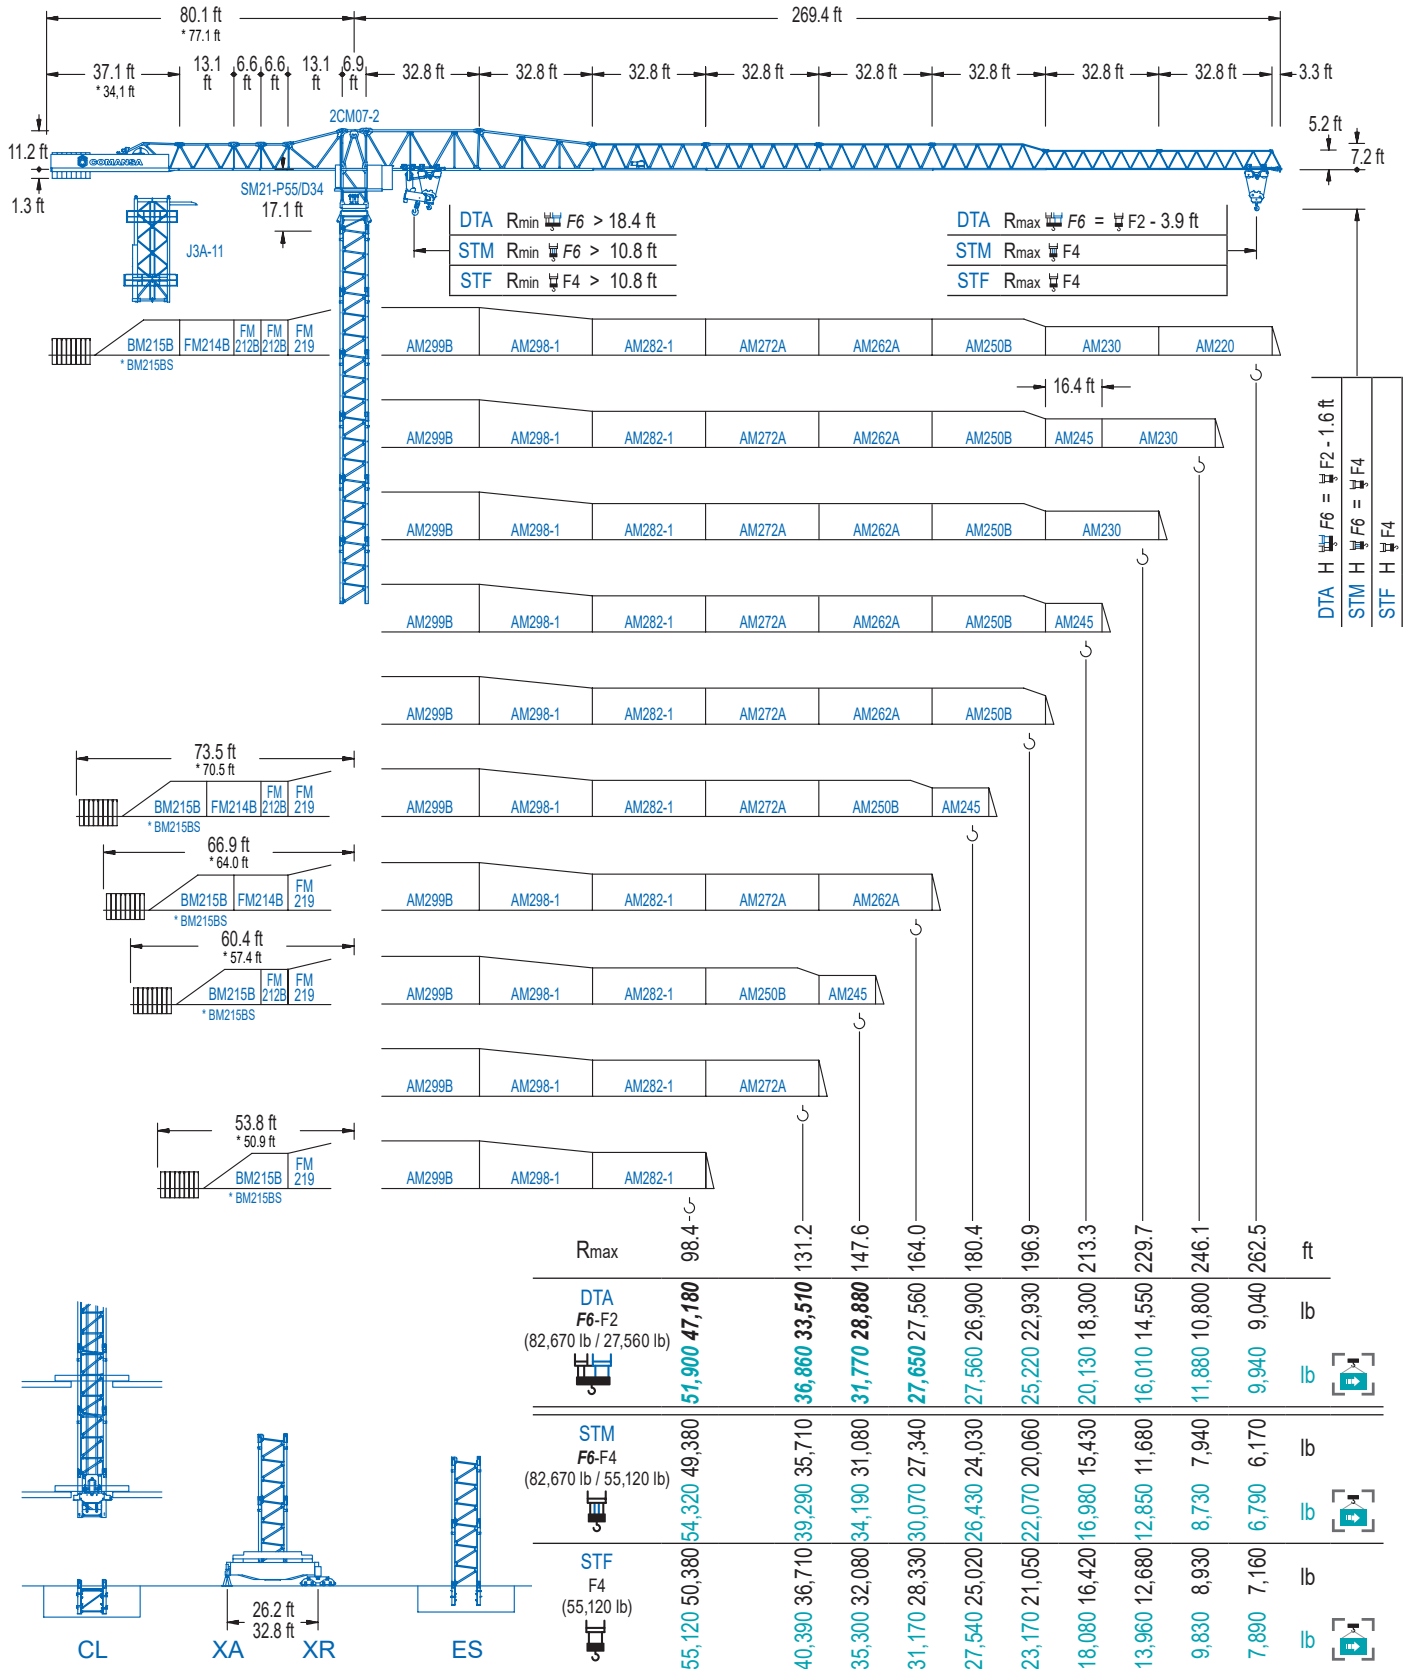 80.1 ft
* 77.1 ft
269.4 ft
37.1 ft
* 34,1 ft
13.1 ft
6.6 ft
6.6 ft
13.1 ft
6.9 ft
32.8 ft 32.8 ft 32.8 ft 32.8 ft 32.8 ft 32.8 ft 32.8 ft 32.8 ft 3.3 ft
2CM07-2
11.2 ft
COMANSA
5.2 ft
7.2 ft
1.3 ft
SM21-P55/D34
17.1 ft
J3A-11
DTA Rmin F6 > 18.4 ft
STM Rmin F6 > 10.8 ft
STF Rmin F4 > 10.8 ft
DTA Rmax F6 = F2 - 3.9 ft
STM Rmax F4
STF Rmax F4
BM215B FM214B FM 212B FM 212B FM 219
* BM215BS
AM299B AM298-1 AM282-1 AM272A AM262A AM250B AM230 AM220
16.4 ft
AM299B AM298-1 AM282-1 AM272A AM262A AM250B AM245 AM230
DTA H F6 = F2 - 1.6 ft
STM H F6 = F4
STF H F4
AM299B AM298-1 AM282-1 AM272A AM262A AM250B AM230
AM299B AM298-1 AM282-1 AM272A AM262A AM250B AM245
AM299B AM298-1 AM282-1 AM272A AM262A AM250B
73.5 ft
* 70.5 ft
BM215B FM214B FM 212B FM 219
* BM215BS
AM299B AM298-1 AM282-1 AM272A AM250B AM245
66.9 ft
* 64.0 ft
BM215B FM214B FM 219
* BM215BS
AM299B AM298-1 AM282-1 AM272A AM262A
60.4 ft
* 57.4 ft
BM215B FM 212B FM 219
* BM215BS
AM299B AM298-1 AM282-1 AM250B AM245
AM299B AM298-1 AM282-1 AM272A
53.8 ft
* 50.9 ft
BM215B FM 219
* BM215BS
AM299B AM298-1 AM282-1
Rmax 98.4 131.2 147.6 164.0 180.4 196.9 213.3 229.7 246.1 262.5 ft
DTA
F6-F2
(82,670 lb / 27,560 lb)
47,180 33,510 28,880 27,560 26,900 22,930 18,300 14,550 10,800 9,040 lb
51,900 36,860 31,770 27,650 27,560 25,220 20,130 16,010 11,880 9,940 lb
STM
F6-F4
(82,670 lb / 55,120 lb)
49,380 35,710 31,080 27,340 24,030 20,060 15,430 11,680 7,940 6,170 lb
54,320 39,290 34,190 30,070 26,430 22,070 16,980 12,850 8,730 6,790 lb
STF
F4
(55,120 lb)
50,380 36,710 32,080 28,330 25,020 21,050 16,420 12,680 8,930 7,160 lb
55,120 40,390 35,300 31,170 27,540 23,170 18,080 13,960 9,830 7,890 lb
26.2 ft
32.8 ft
CL XA XR ES